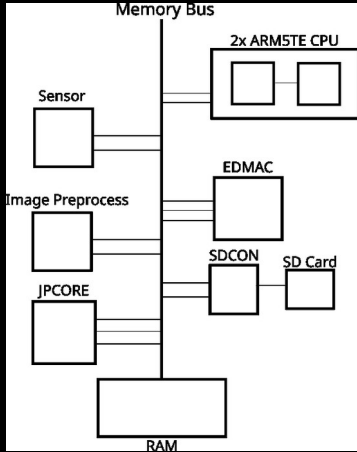 Memory Bus
2x ARM5TE CPU
Sensor
EDMAC
Image Preprocess
SDCON
SD Card
JPCORE
RAM